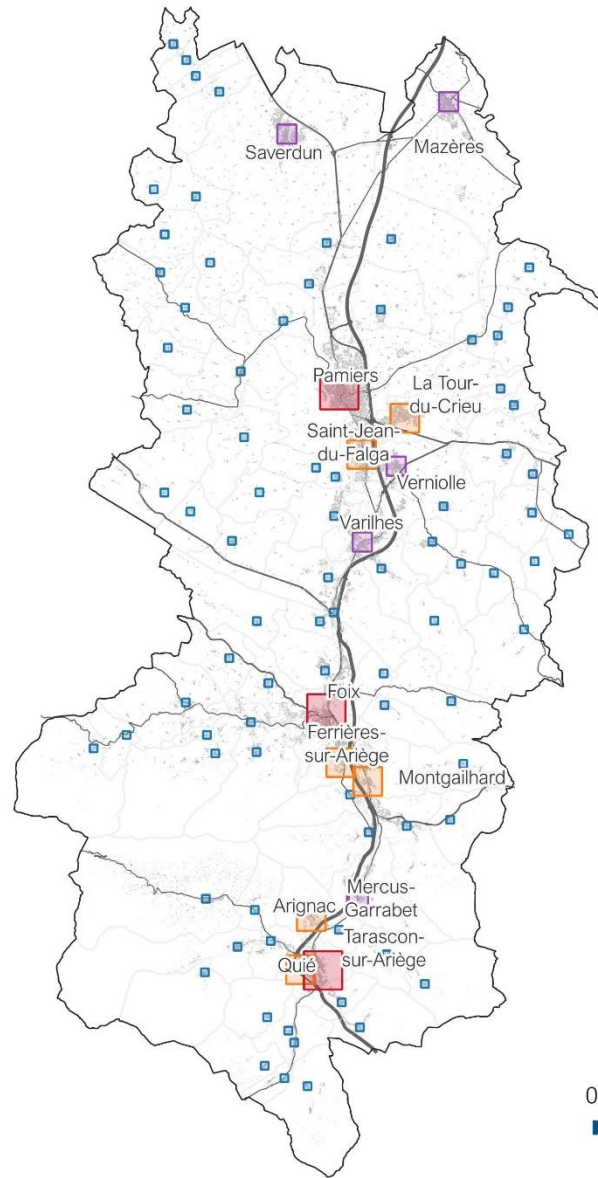 Saverdun
Mazères
Pamiers
La Tour-
du-Crieu
Saint-Jean-
du-Falga
Verniolle
Varilhes
Foix
Ferrières-
sur-Ariège
Montgailhard
Mercus-
Garrabet
Arignac
Tarascon-
sur-Ariège
Quié
0